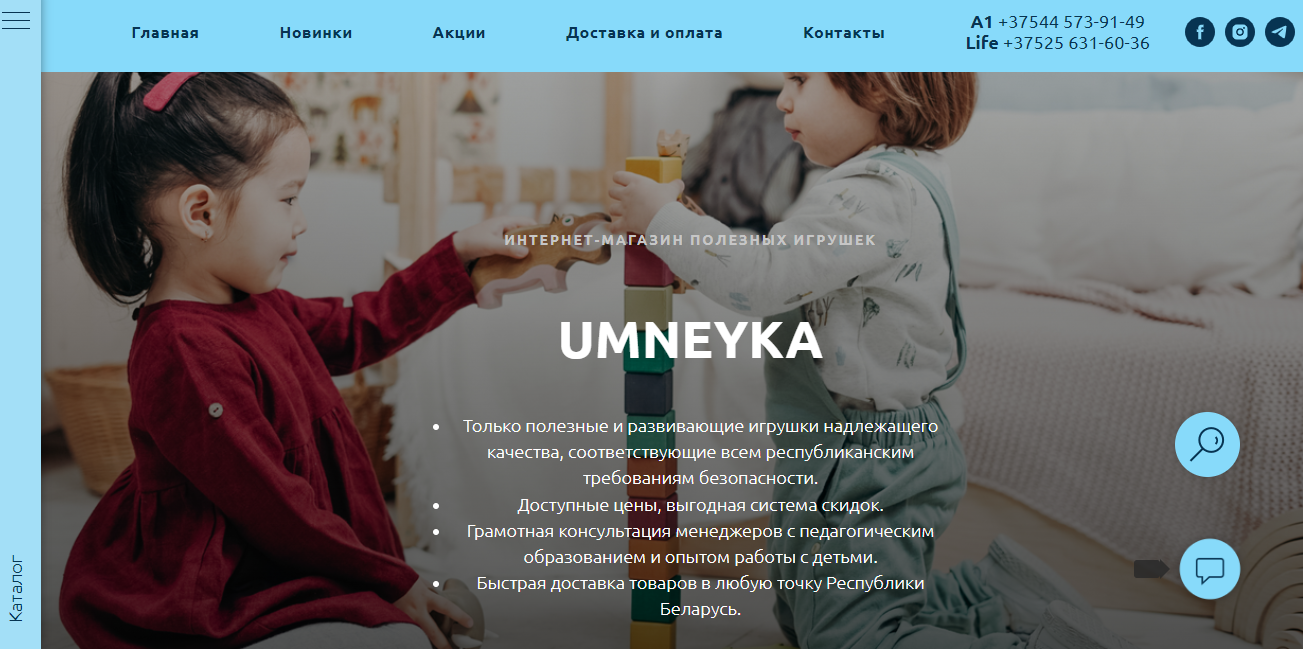 Главная Новинки Акции Доставка и оплата Контакты
A1 +37544 573-91-49
Life +37525 631-60-36
ИНТЕРНЕТ-МАГАЗИН ПОЛЕЗНЫХ ИГРУШЕК
UMNEYKA
• Только полезные и развивающие игрушки надлежащего
качества, соответствующие всем республиканским
требованиям безопасности.
• Доступные цены, выгодная система скидок.
• Грамотная консультация менеджеров с педагогическим
образованием и опытом работы с детьми.
• Быстрая доставка товаров в любую точку Республики
Беларусь.
Каталог